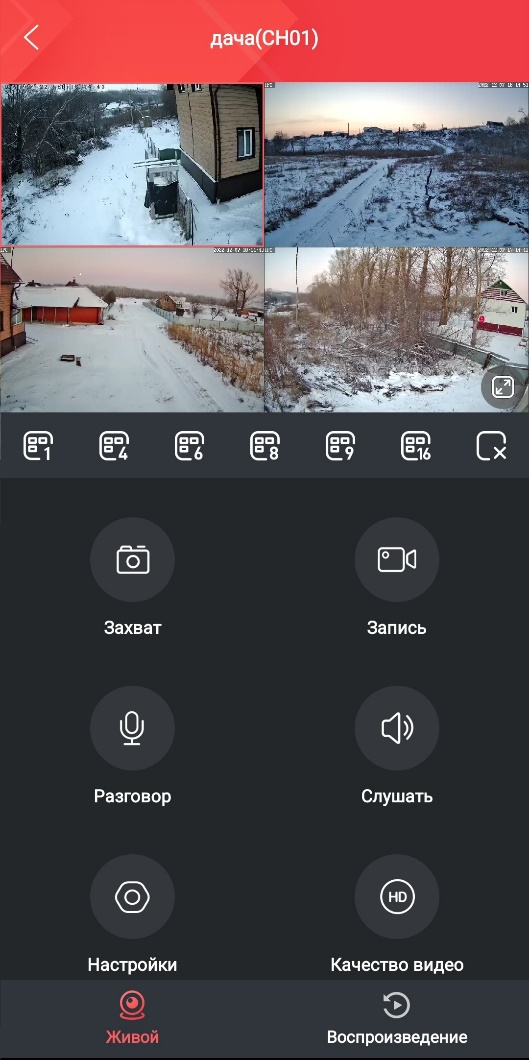 дача(CH01)
1
4
6
8
9
16
Захват
Запись
Разговор
Слушать
HD
Настройки
Качество видео
Живой
Воспроизведение